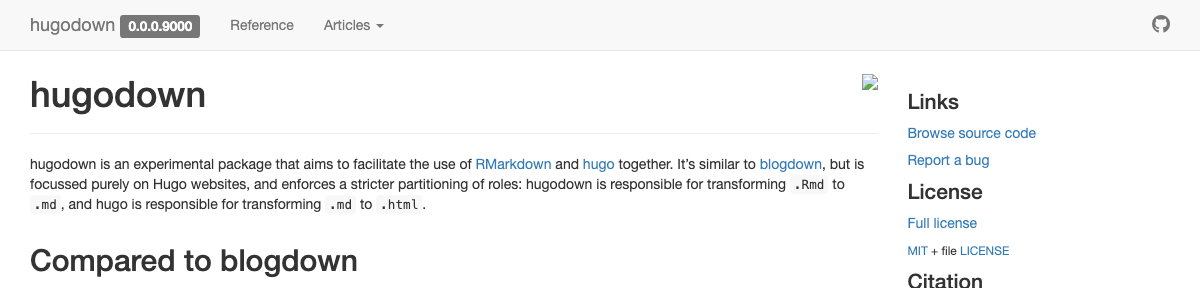 hugodown 0.0.0.9000 Reference Articles
hugodown
hugodown is an experimental package that aims to facilitate the use of RMarkdown and hugo together. It’s similar to blogdown, but is
focussed purely on Hugo websites, and enforces a stricter partitioning of roles: hugodown is responsible for transforming .Rmd to
.md, and hugo is responsible for transforming .md to .html.
Compared to blogdown
Links
Browse source code
Report a bug
License
Full license
MIT + file LICENSE
Citation